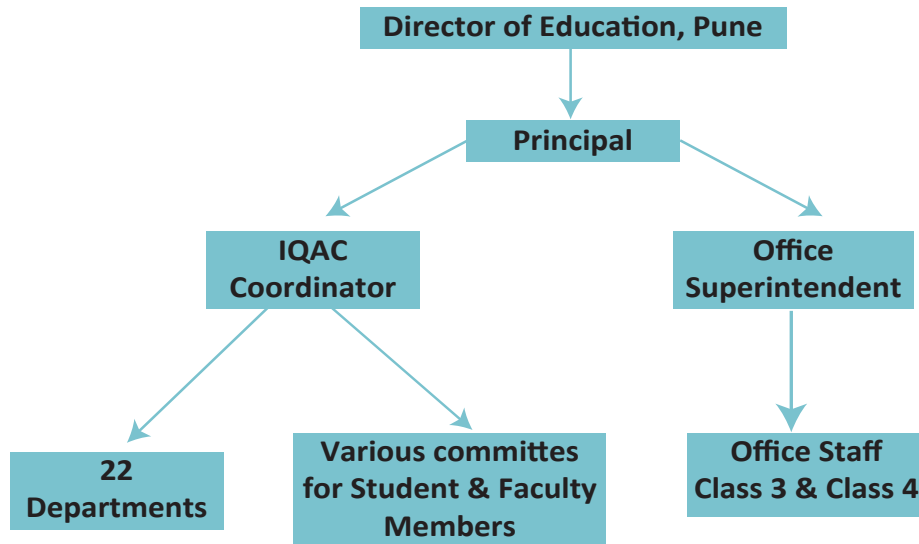 Director of Education, Pune
Principal
IQAC
Coordinator
Office
Superintendent
22
Departments
Various committes
for Student & Faculty
Members
Office Staff
Class 3 & Class 4